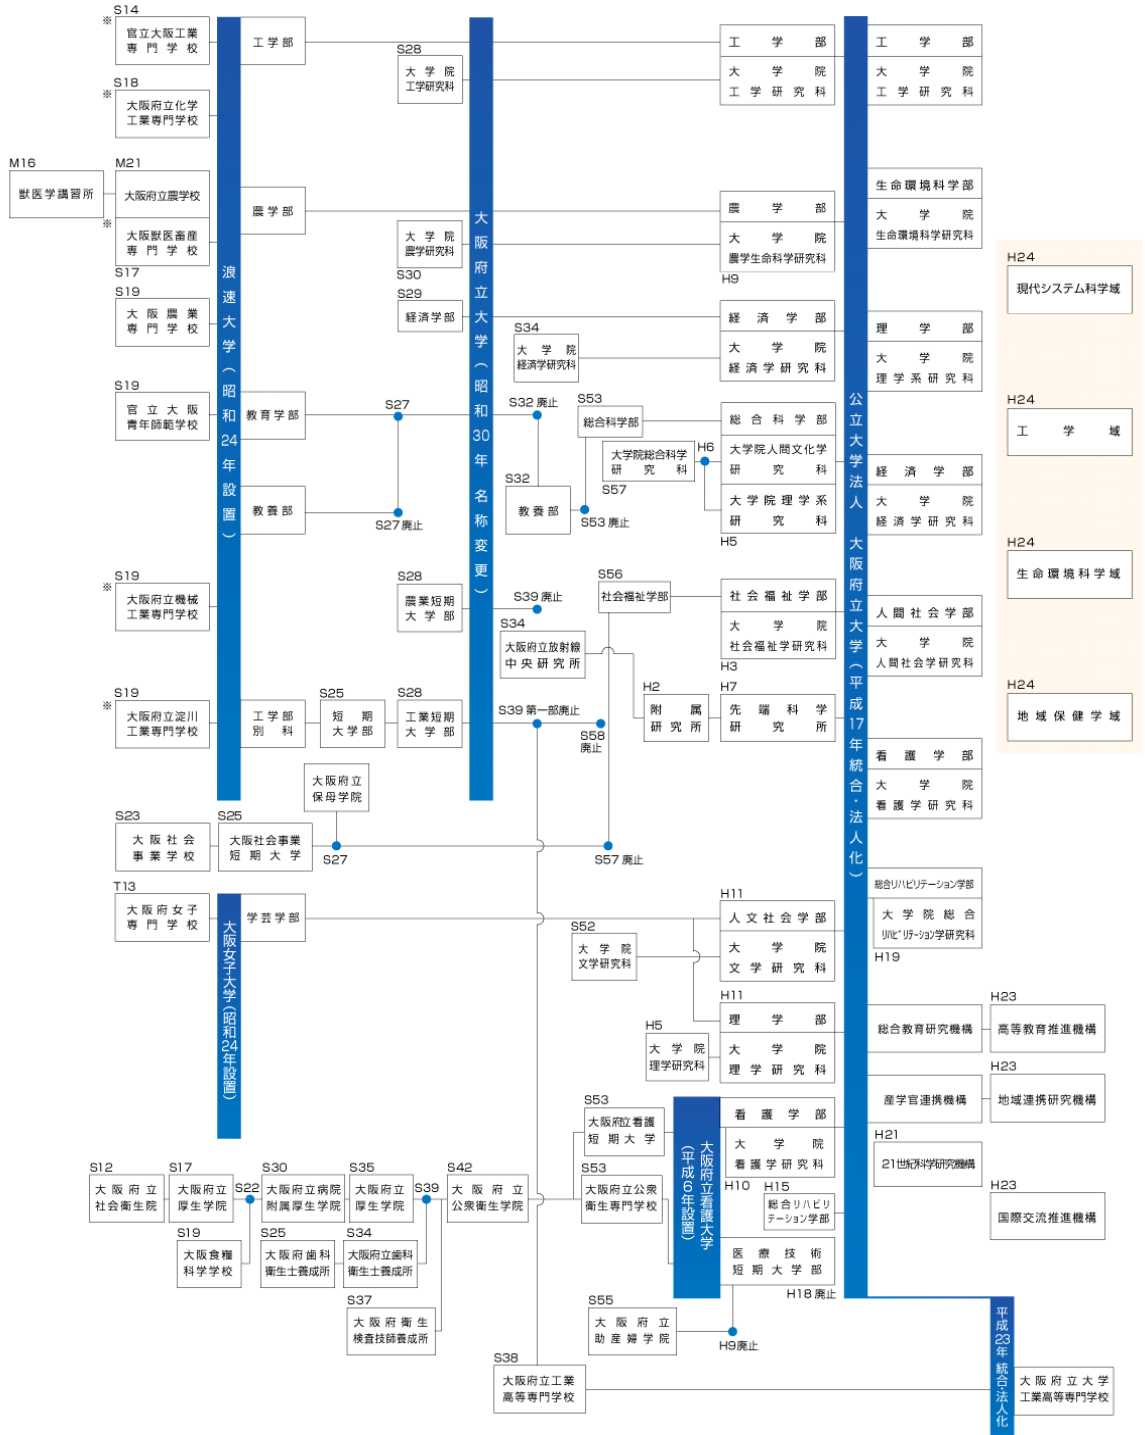 ※
S14
官立大阪工業
専門学校
※
S18
大阪府立化学
工業専門学校
M16
獣医学講習所
M21
大阪府立農学校
※
大阪獣医畜産
専門学校
S17
S19
大阪農業
専門学校
S19
官立大阪
青年師範学校
※
S19
大阪府立機械
工業専門学校
※
S19
大阪府立淀川
工業専門学校
浪速大学(昭和24年設置)
工学部
農学部
教育学部
教養部
工学部
別科
S25
短期
大学部
S28
大学院
工学研究科
大学院
農学研究科
S30
S29
経済学部
S27
S27廃止
S28
農業短期
大学部
S28
工業短期
大学部
大阪府立大学(昭和30年 名称変更)
S34
大学院
経済学研究科
S32廃止
S32
教養部
S53
総合科学部
大学院総合科学
研究科
S57
H6
S53廃止
S39廃止
S34
大阪府立放射線
中央研究所
S56
社会福祉学部
S39第一部廃止
S58
廃止
H2
附属
研究所
H7
先端科学
研究所
工学部
大学院
工学研究科
農学部
大学院
農学生命科学研究科
H9
経済学部
大学院
経済学研究科
総合科学部
大学院人間文化学
研究科
大学院理学系
研究科
H5
社会福祉学部
大学院
社会福祉学研究科
H3
公立大学法人 大阪府立大学(平成17年統合・法人化)
工学部
大学院
工学研究科
生命環境科学部
大学院
生命環境科学研究科
理学部
大学院
理学系研究科
経済学部
大学院
経済学研究科
人間社会学部
大学院
人間社会学研究科
看護学部
大学院
看護学研究科
総合リハビリテーション学部
大学院総合
リハビリテーション学研究科
H19
H24
現代システム科学域
H24
工学域
H24
生命環境科学域
H24
地域保健学域
大阪府立
保母学院
S23
大阪社会
事業学校
S25
大阪社会事業
短期大学
S27
S57廃止
T13
大阪府女子
専門学校
大阪女子大学(昭和24年設置)
学芸学部
S52
大学院
文学研究科
H11
人文社会学部
大学院
文学研究科
H5
大学院
理学研究科
H11
理学部
大学院
理学研究科
総合教育研究機構
H23
高等教育推進機構
産学官連携機構
H23
地域連携研究機構
H21
21世紀科学研究機構
H23
国際交流推進機構
S12
大阪府立
社会衛生院
S17
大阪府立
厚生学院
S22
S19
大阪食糧
科学学校
S30
大阪府立病院
附属厚生学院
S25
大阪府歯科
衛生士養成所
S35
大阪府立
厚生学院
S34
大阪府立歯科
衛生士養成所
S39
S37
大阪府衛生
検査技師養成所
S42
大阪府立
公衆衛生学院
S53
大阪府立看護
短期大学
S53
大阪府立公衆
衛生専門学校
大阪府立看護大学
(平成6年設置)
看護学部
大学院
看護学研究科
H10
H15
総合リハビリ
テーション学部
医療技術
短期大学部
H18廃止
S55
大阪府立
助産婦学院
H9廃止
S38
大阪府立工業
高等専門学校
平成23年 統合・法人化
大阪府立大学
工業高等専門学校